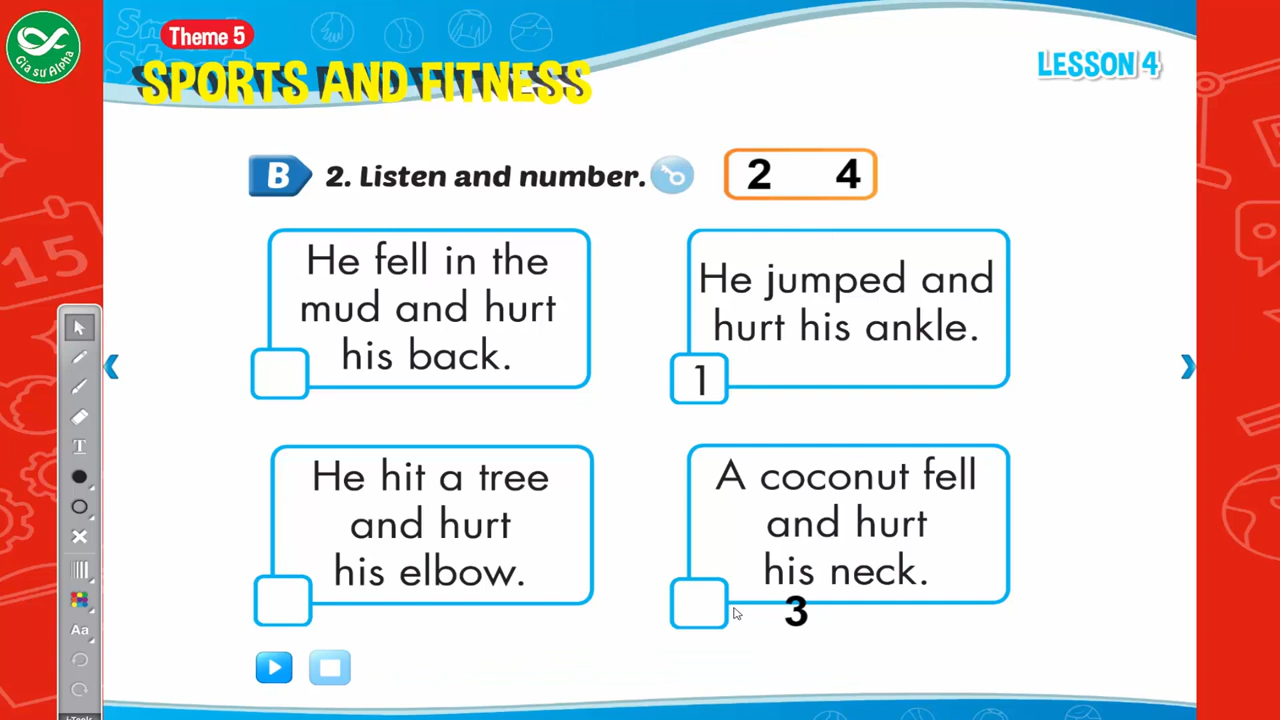 Gia sư Alpha
Theme 5
SPORTS AND FITNESS
LESSON 4
B 2. Listen and number. 2 4
He fell in the
mud and hurt
his back.
He jumped and
hurt his ankle.
1
He hit a tree
and hurt
his elbow.
A coconut fell
and hurt
his neck.
3
15
T
Aa